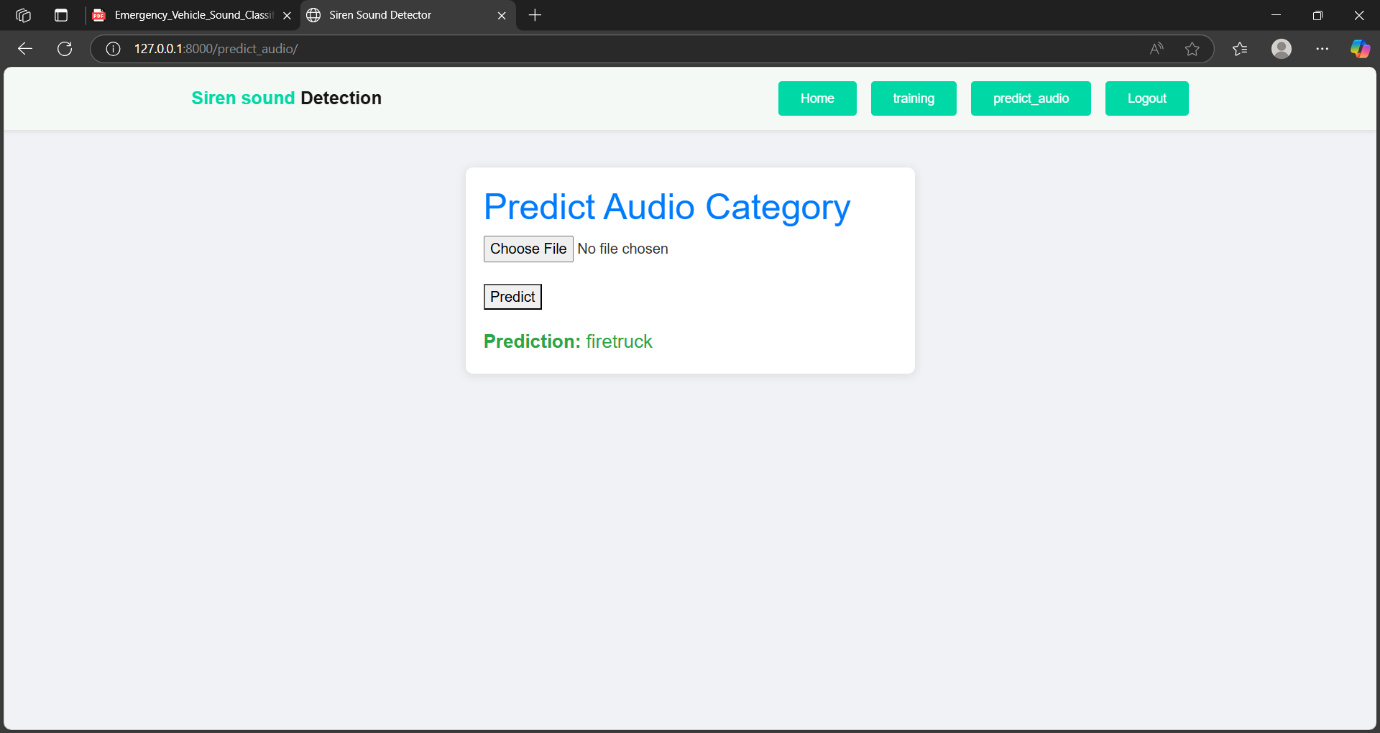 Emergency_Vehicle_Sound_Classi
Siren Sound Detector
127.0.0.1:8000/predict_audio/
Siren sound Detection
Home
training
predict_audio
Logout
Predict Audio Category
Choose File No file chosen
Predict
Prediction: firetruck